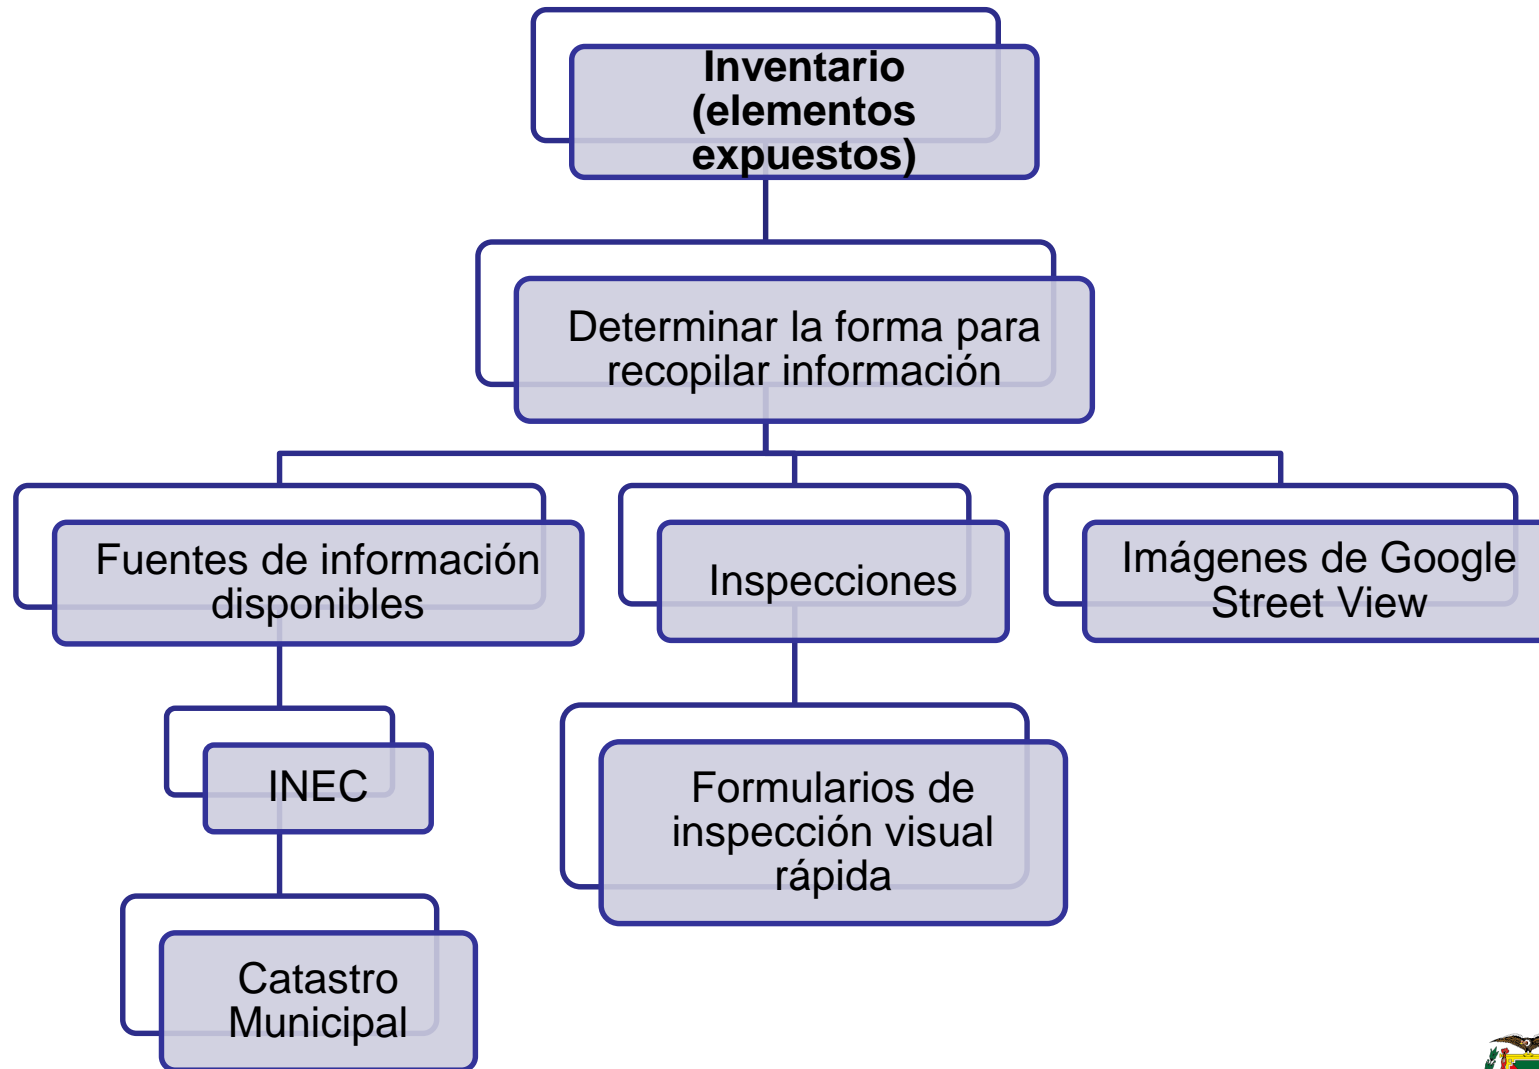 Inventario
(elementos
expuestos)
Determinar la forma para
recopilar información
Fuentes de información
disponibles
Inspecciones
Imágenes de Google
Street View
INEC
Formularios de
inspección visual
rápida
Catastro
Municipal